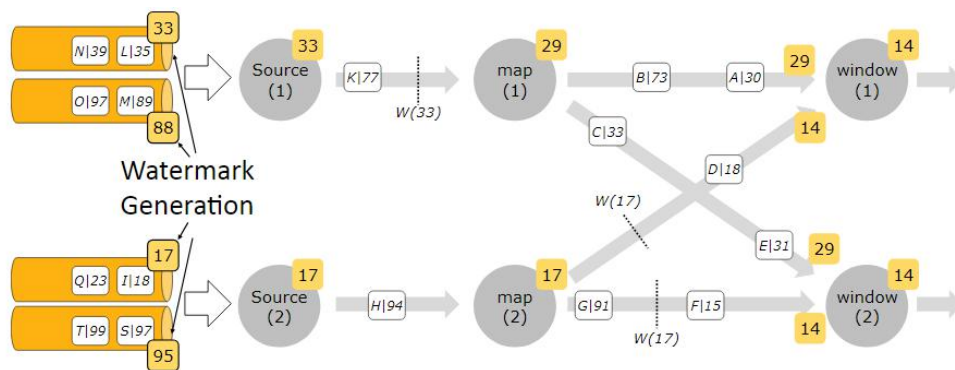 33
N|39
L|35
O|97
M|89
88
Watermark
Generation
17
Q|23
I|18
T|99
S|97
95
33
Source
(1)
K|77
W(33)
29
map
(1)
B|73
A|30
29
14
window
(1)
C|33
14
D|18
W(17)
E|31
29
17
Source
(2)
H|94
17
map
(2)
G|91
F|15
W(17)
14
14
window
(2)